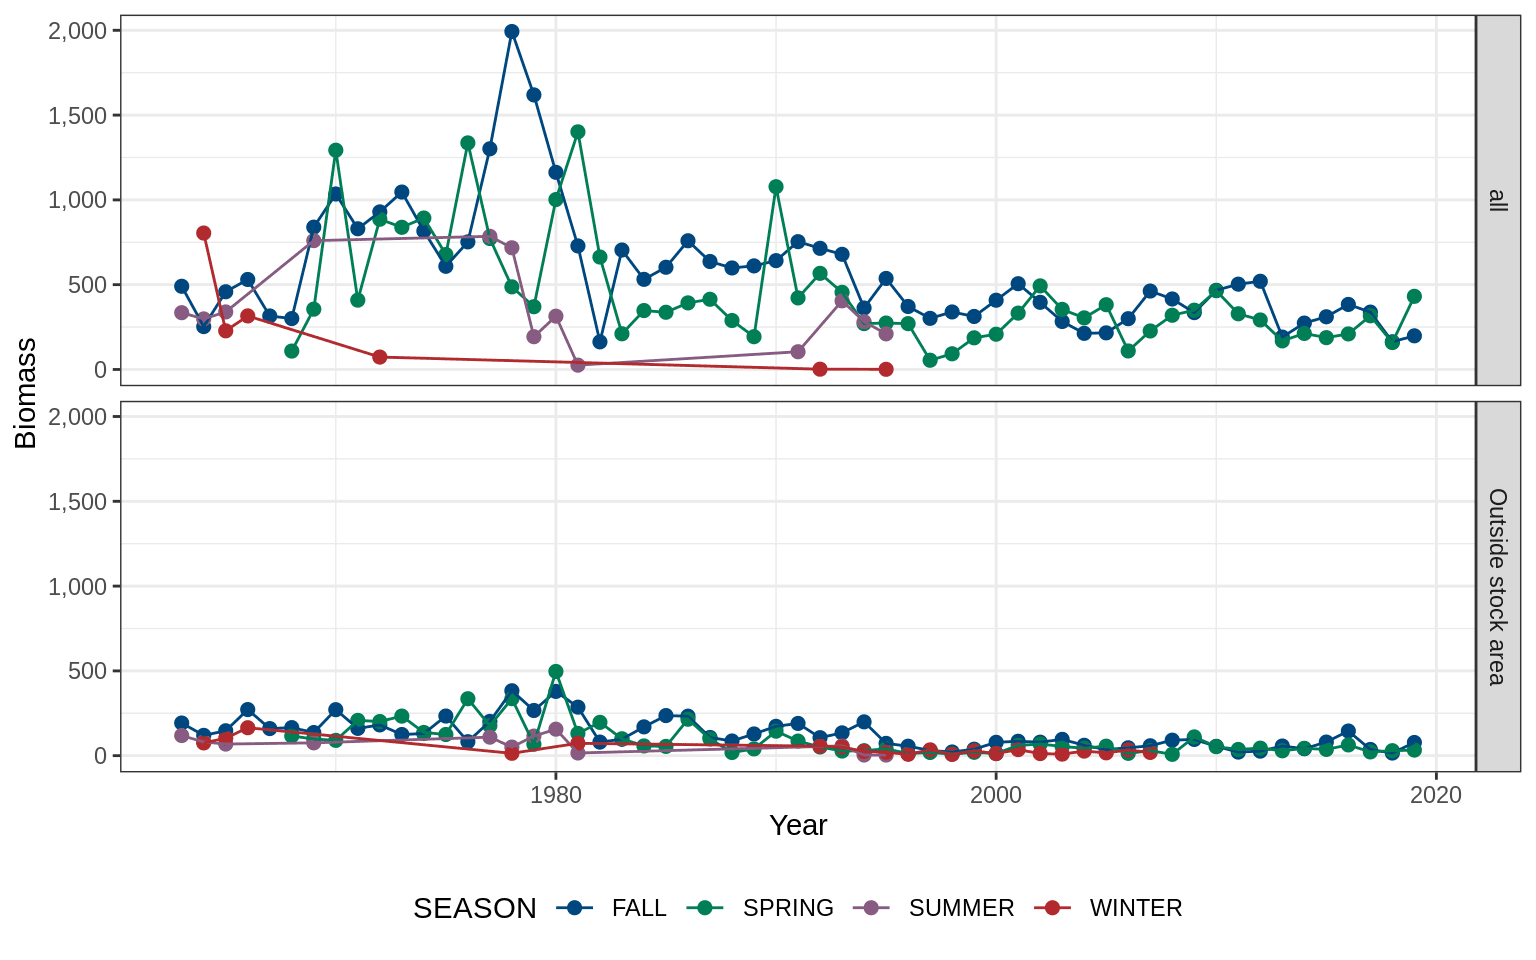 2,000
1,500
1,000
500
0
all
Biomass
2,000
1,500
1,000
500
0
Outside stock area
1980 2000 2020
Year
SEASON FALL SPRING SUMMER WINTER